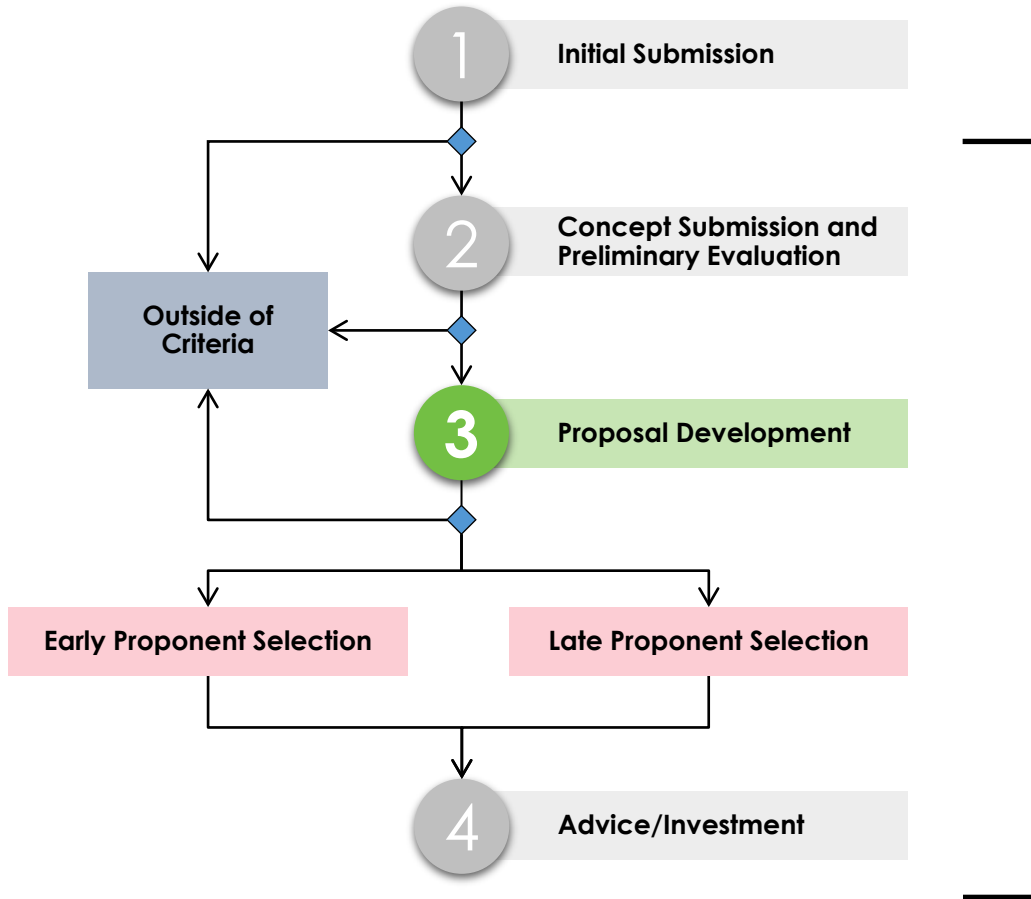 1
Initial Submission
2
Concept Submission and
Preliminary Evaluation
Outside of
Criteria
3
Proposal Development
Early Proponent Selection
Late Proponent Selection
4
Advice/Investment